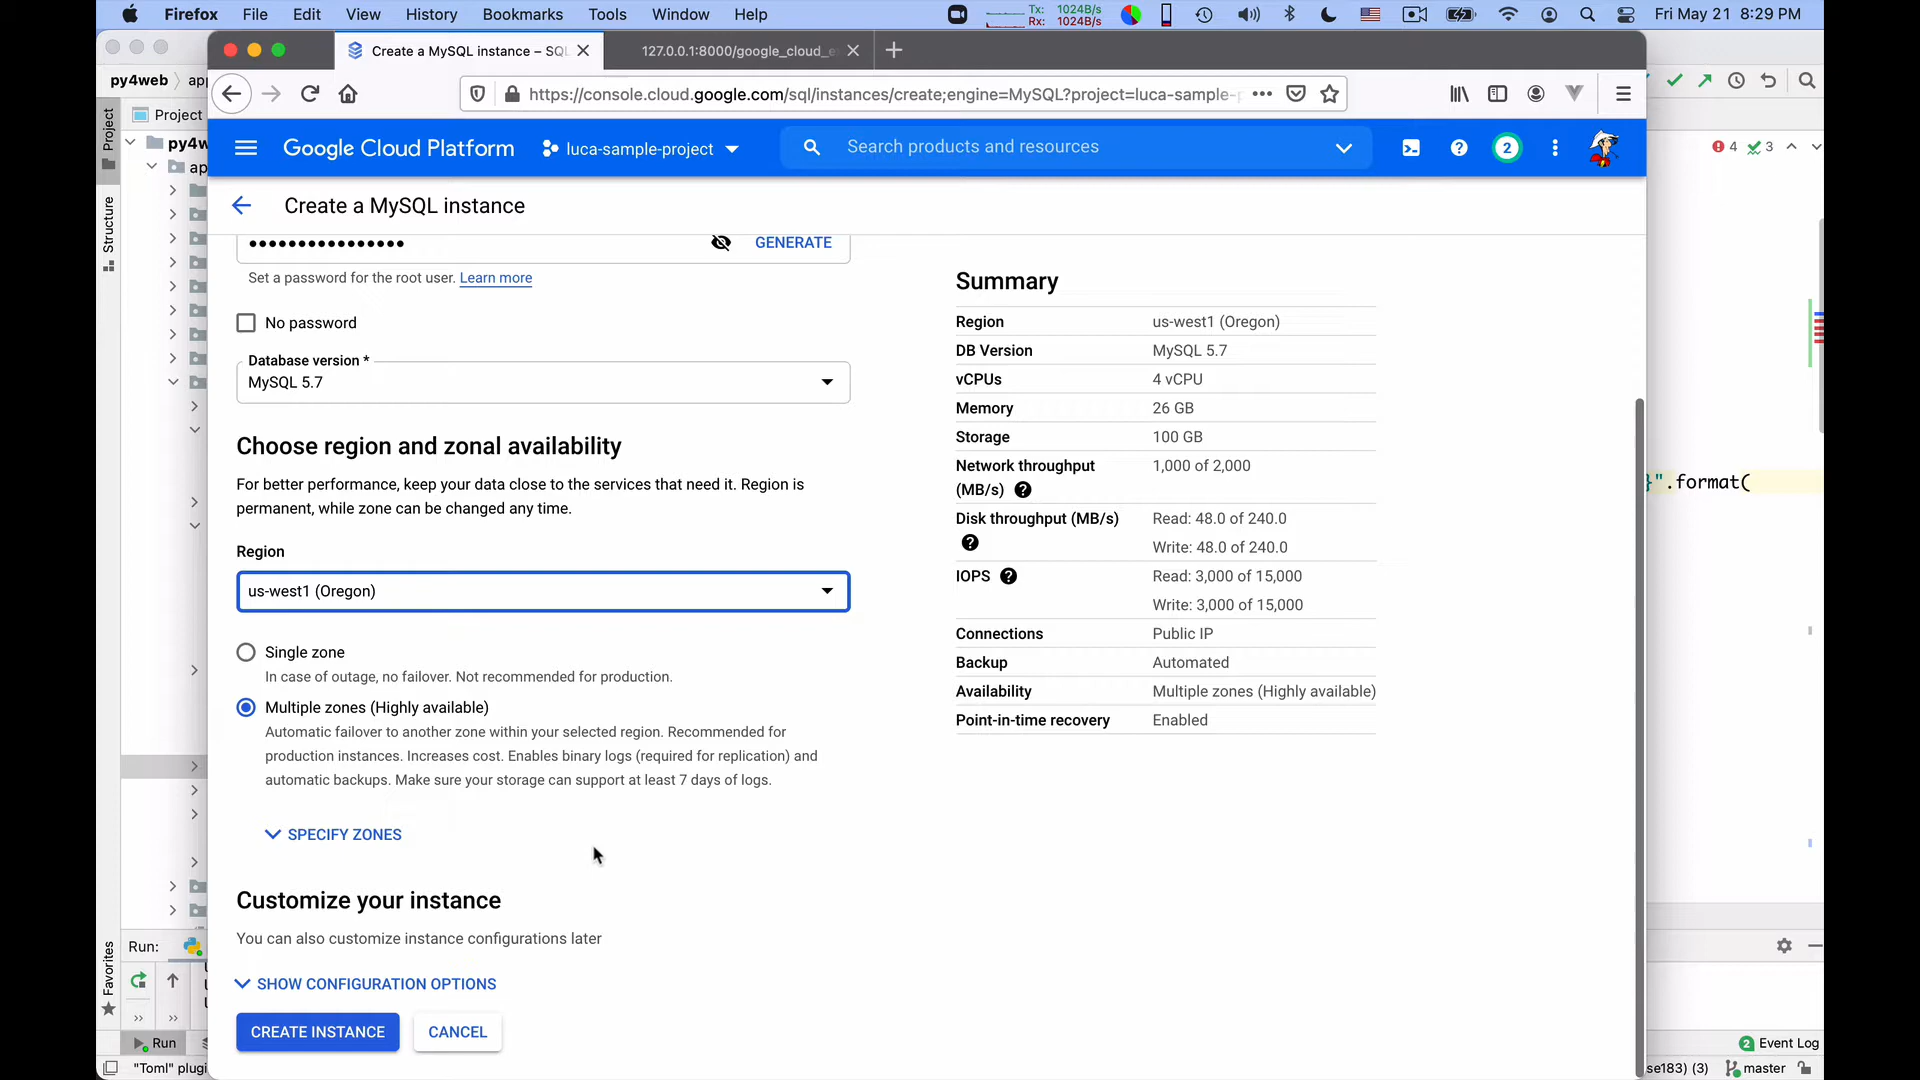 Firefox File Edit View History Bookmarks Tools Window Help
Tx: 1024B/s
Rx: 1024B/s
Fri May 21 8:29 PM
Create a MySQL instance – SQL
127.0.0.1:8000/google_cloud_e
py4web
https://console.cloud.google.com/sql/instances/create;engine=MySQL?project=luca-sample-p
Project
Project
Structure
Favorites
py4w
ap
Google Cloud Platform
luca-sample-project
Search products and resources
2
4 3
Create a MySQL instance
••••••••••••••••
GENERATE
Set a password for the root user. Learn more
No password
Database version *
MySQL 5.7
Choose region and zonal availability
For better performance, keep your data close to the services that need it. Region is
permanent, while zone can be changed any time.
Region
us-west1 (Oregon)
Single zone
In case of outage, no failover. Not recommended for production.
Multiple zones (Highly available)
Automatic failover to another zone within your selected region. Recommended for
production instances. Increases cost. Enables binary logs (required for replication) and
automatic backups. Make sure your storage can support at least 7 days of logs.
SPECIFY ZONES
Customize your instance
You can also customize instance configurations later
SHOW CONFIGURATION OPTIONS
CREATE INSTANCE CANCEL
Summary
Region us-west1 (Oregon)
DB Version MySQL 5.7
vCPUs 4 vCPU
Memory 26 GB
Storage 100 GB
Network throughput (MB/s) 1,000 of 2,000
Disk throughput (MB/s) Read: 48.0 of 240.0
Write: 48.0 of 240.0
IOPS Read: 3,000 of 15,000
Write: 3,000 of 15,000
Connections Public IP
Backup Automated
Availability Multiple zones (Highly available)
Point-in-time recovery Enabled
}".format(
Run:
Run
2 Event Log
"Toml" plugi
se183) (3) master